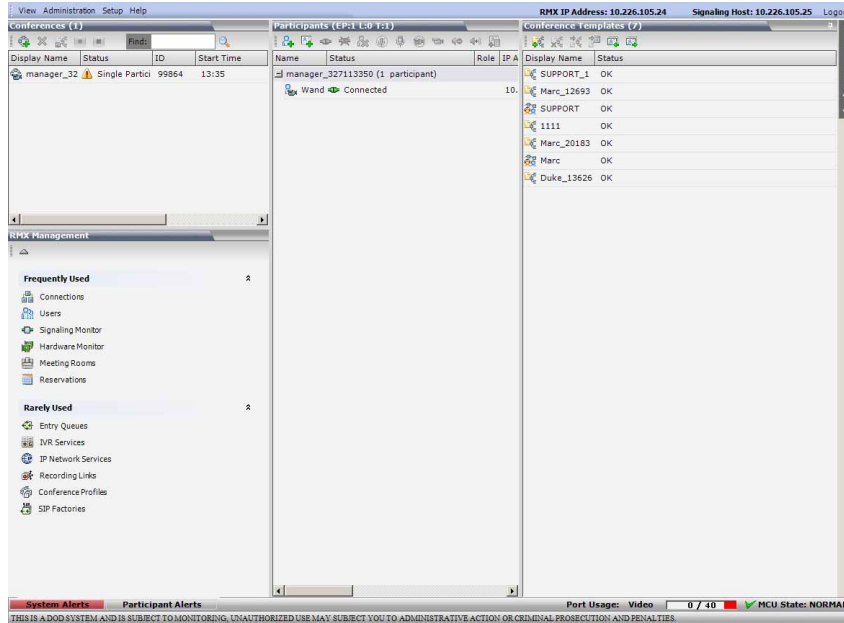 View Administration Setup Help
RMX IP Address: 10.226.105.24 Signaling Host: 10.226.105.25 Logo
Conferences (1)
Find:
Display Name Status ID Start Time
manager_32 Single Partici 99864 13:35
Participants (EP:1 L:0 T:1)
Name Status Role IP A
manager_327113350 (1 participant)
Wand Connected 10.
Conference Templates (7)
Display Name Status
SUPPORT_1 OK
Marc_12693 OK
SUPPORT OK
1111 OK
Marc_20183 OK
Marc OK
Duke_13626 OK
RMX Management
Frequently Used
Connections
Users
Signaling Monitor
Hardware Monitor
Meeting Rooms
Reservations
Rarely Used
Entry Queues
IVR Services
IP Network Services
Recording Links
Conference Profiles
SIP Factories
System Alerts Participant Alerts
Port Usage: Video 0 / 40 MCU State: NORMA
THIS IS A DOD SYSTEM AND IS SUBJECT TO MONITORING, UNAUTHORIZED USE MAY SUBJECT YOU TO ADMINISTRATIVE ACTION OR CRIMINAL PROSECUTION AND PENALTIES.